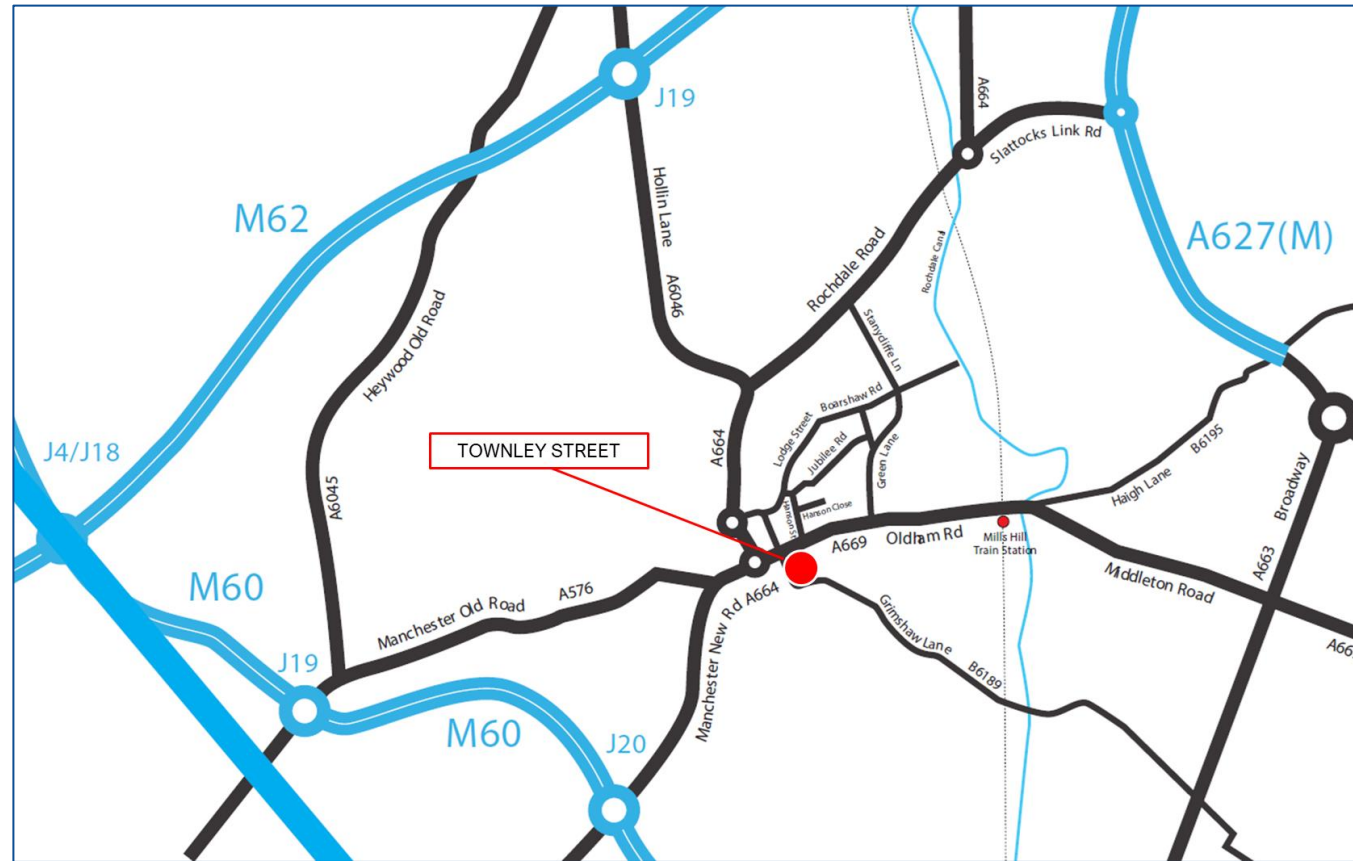 J19
A664
Slattocks Link Rd
M62
Hollin Lane
A6046
Rochdale Road
Rochdale Canal
A627(M)
Heywood Old Road
Stanycliffe Ln
Boarshaw Rd
Lodge Street
Jubilee Rd
Green Lane
A664
TOWNLEY STREET
J4/J18
A6045
Hanson St
Hanson Close
B6195
Haigh Lane
Broadway
A663
A669
Oldham Rd
Mills Hill
Train Station
Middleton Road
M60
A576
Manchester Old Road
A664
Manchester New Rd
Grimshaw Lane
B6189
J19
M60
J20